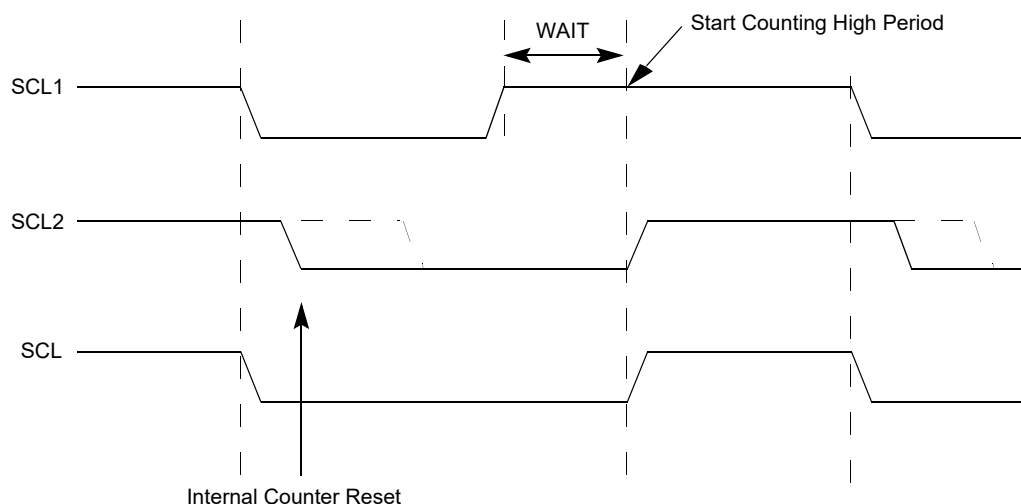 Start Counting High Period
WAIT
SCL1
SCL2
SCL
Internal Counter Reset